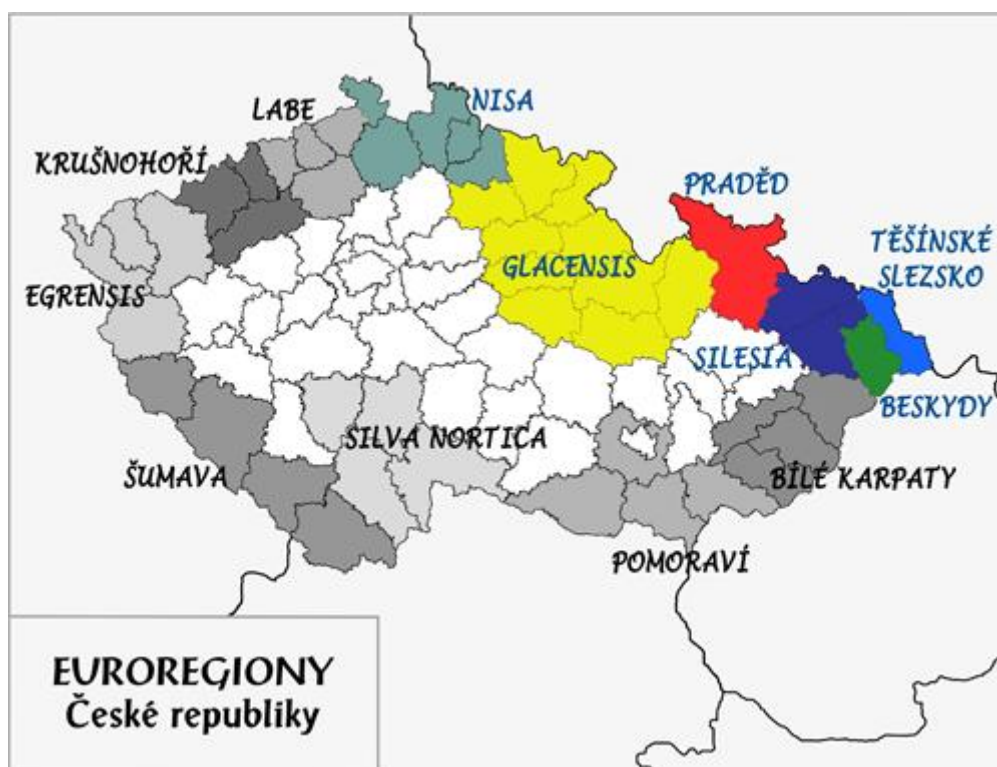 LABE
NISA
KRUŠNOHOŘÍ
PRADĚD
TĚŠÍNSKÉ
SLEZSKO
GLACENSIS
EGRENSIS
SILESIA
BESKYDY
SILVA NORTICA
ŠUMAVA
BÍLÉ KARPATY
POMORAVÍ
EUROREGIONY
České republiky